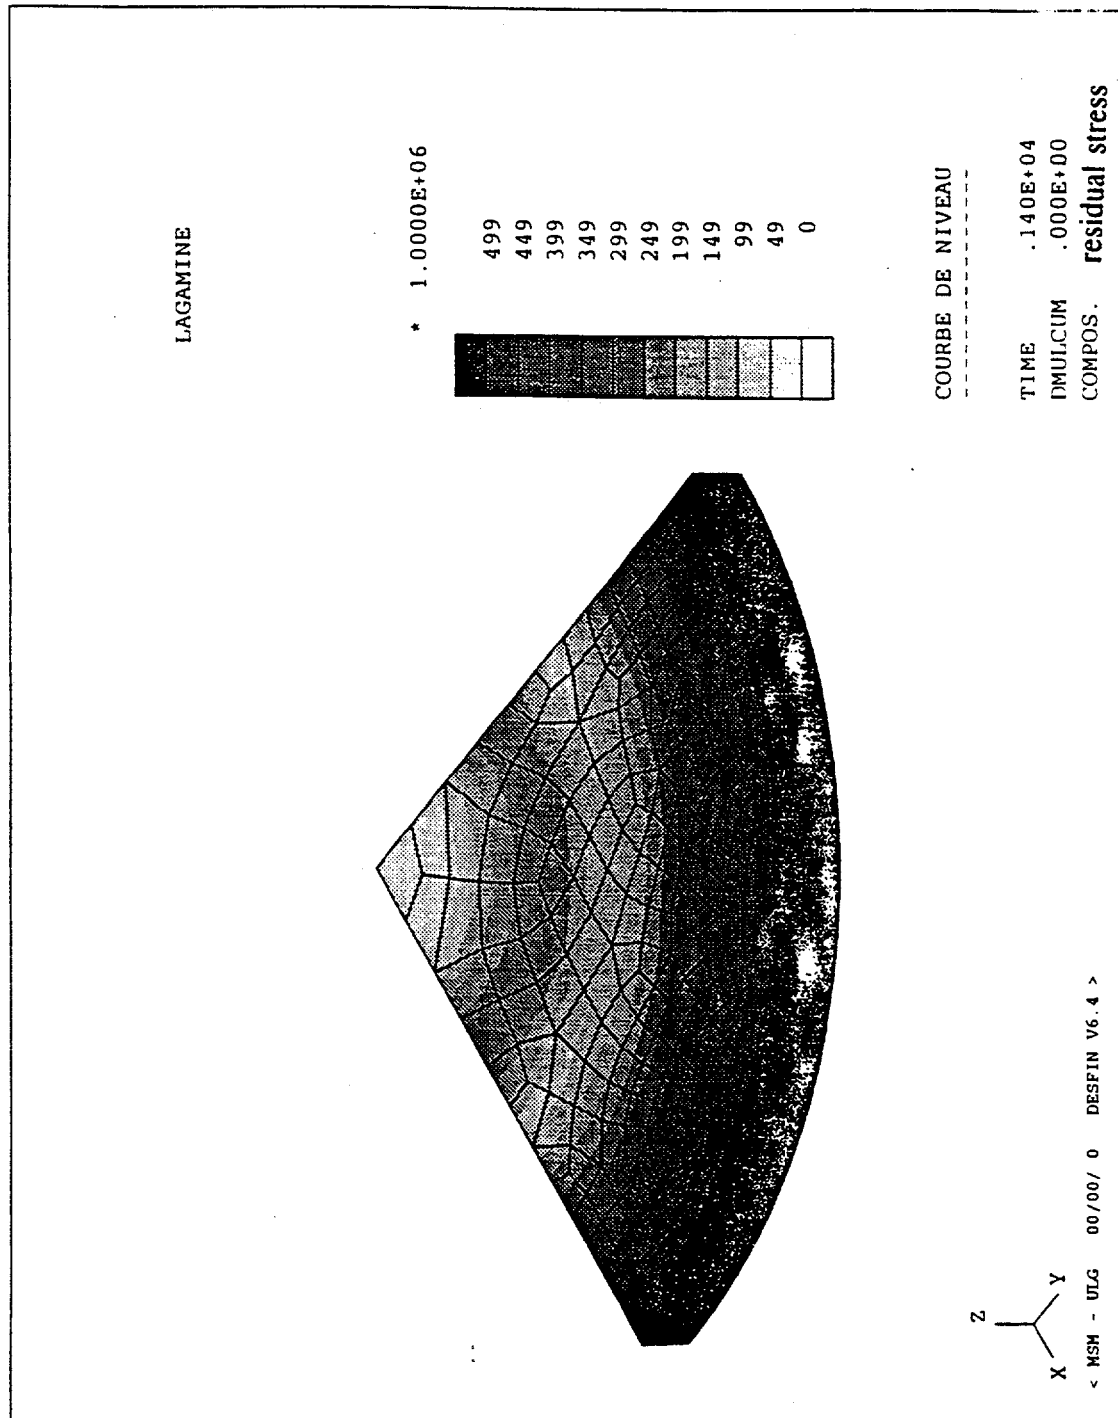 LAGAMINE
* 1.0000E+06
499
449
399
349
299
249
199
149
99
49
0
COURBE DE NIVEAU
TIME .140E+04
DMULCUM .000E+00
COMPOS. residual stress
Z
X Y
< MSM - ULG 00/00/ 0 DESFIN V6.4 >